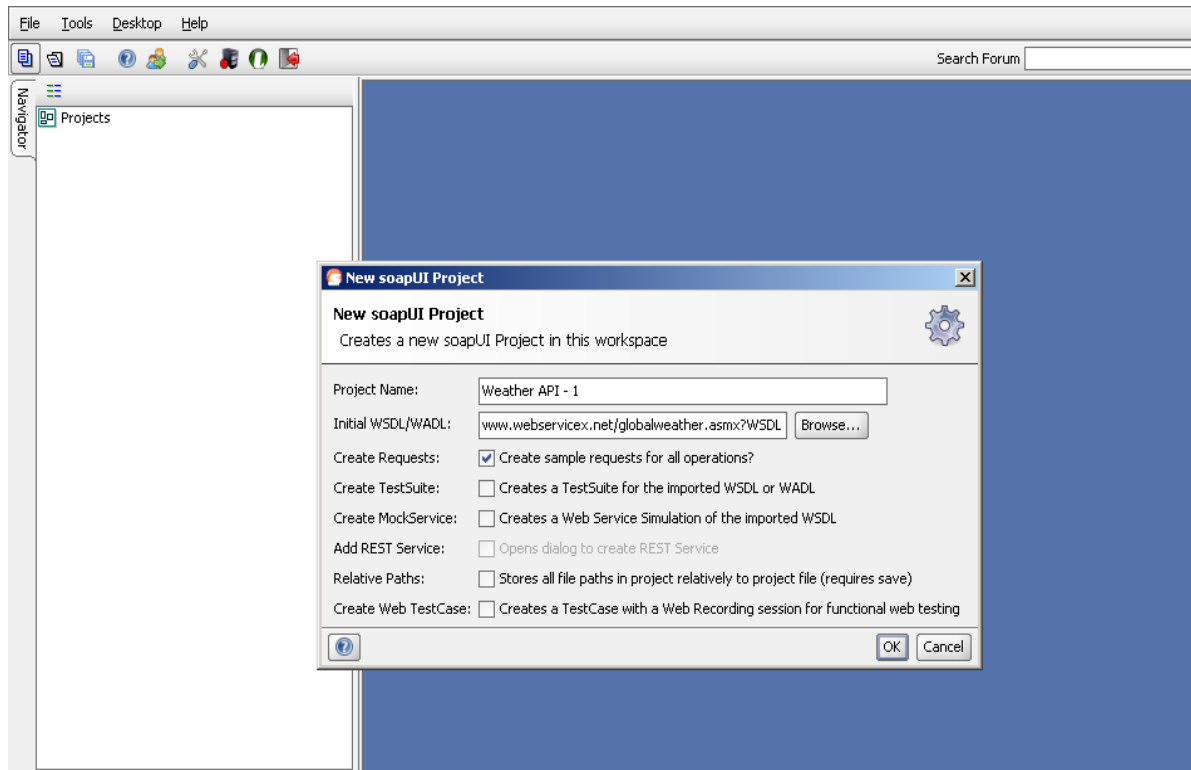 File Tools Desktop Help
Search Forum
Navigator
Projects
New soapUI Project
New soapUI Project
Creates a new soapUI Project in this workspace
Project Name: Weather API - 1
Initial WSDL/WADL: www.webservicex.net/globalweather.asmx?WSDL Browse...
Create Requests: Create sample requests for all operations?
Create TestSuite: Creates a TestSuite for the imported WSDL or WADL
Create MockService: Creates a Web Service Simulation of the imported WSDL
Add REST Service: Opens dialog to create REST Service
Relative Paths: Stores all file paths in project relatively to project file (requires save)
Create Web TestCase: Creates a TestCase with a Web Recording session for functional web testing
OK Cancel